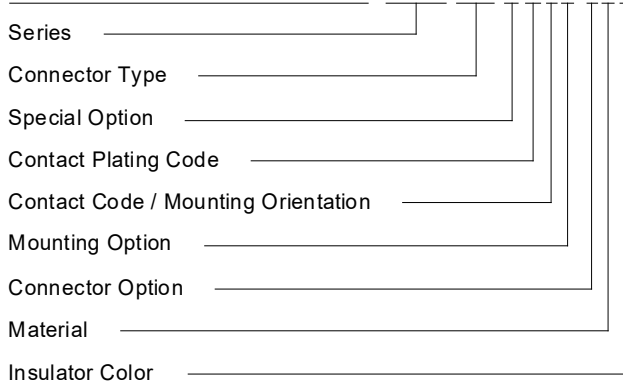 Series
Connector Type
Special Option
Contact Plating Code
Contact Code / Mounting Orientation
Mounting Option
Connector Option
Material
Insulator Color